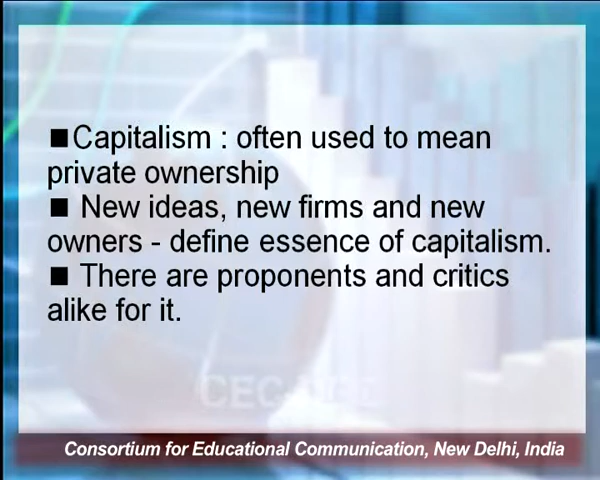 ■Capitalism : often used to mean
private ownership
■ New ideas, new firms and new
owners - define essence of capitalism.
■ There are proponents and critics
alike for it.
Consortium for Educational Communication, New Delhi, India